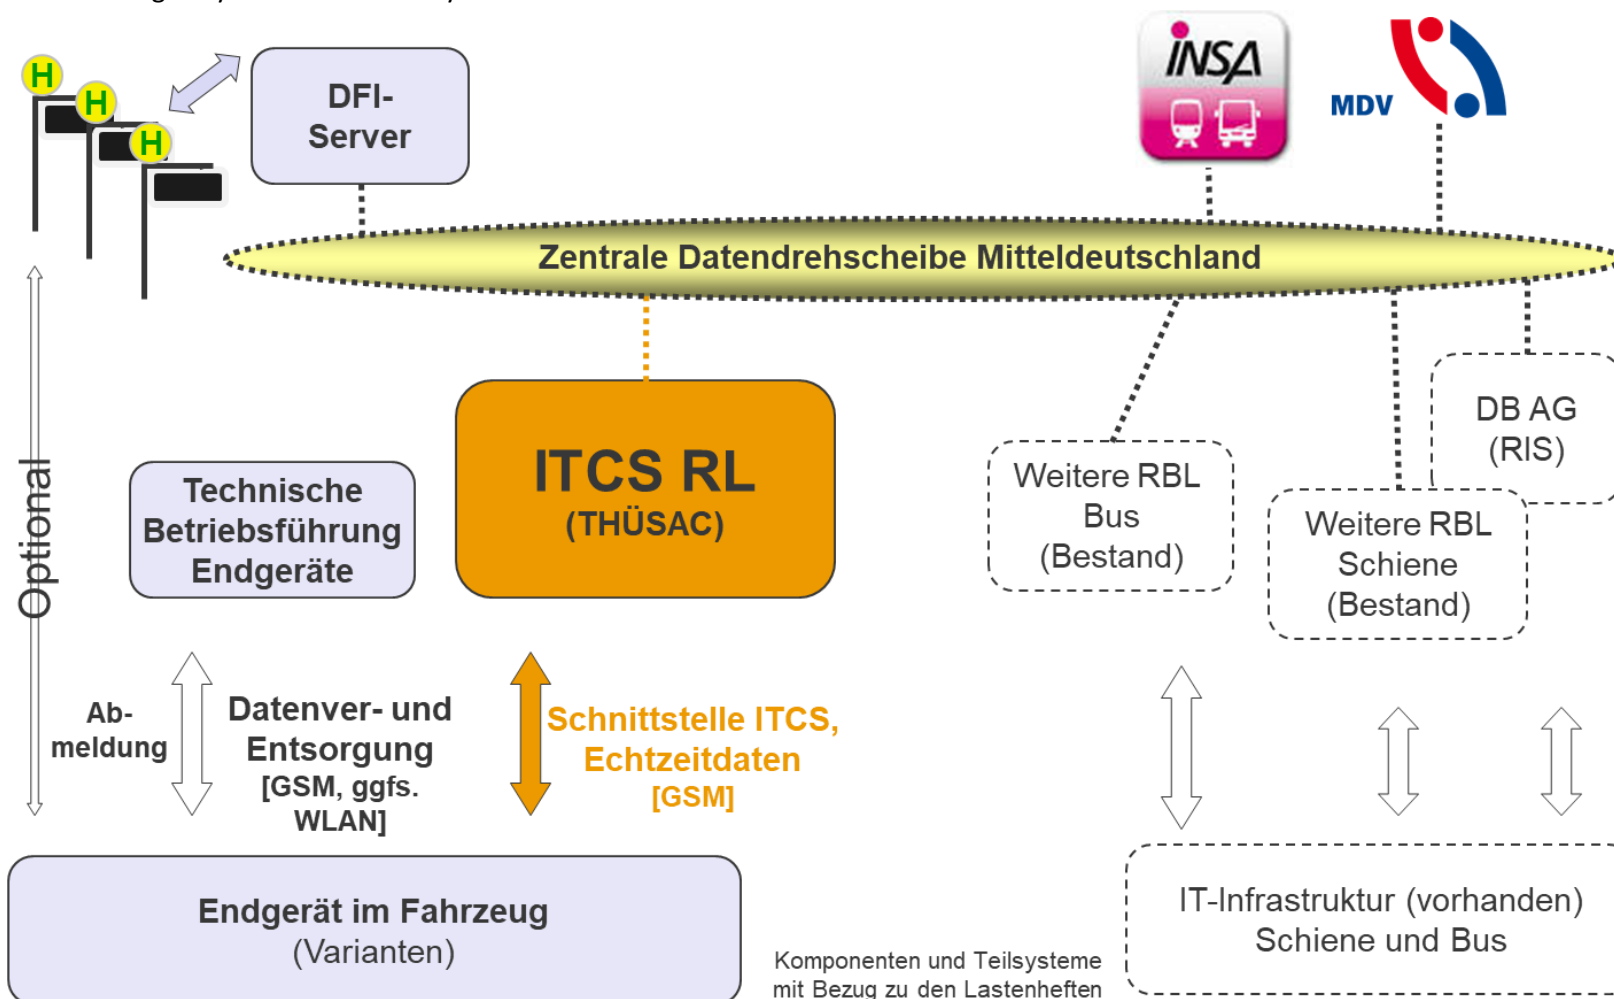 H
H
H
DFI-
Server
INSA
MDV
Zentrale Datendrehscheibe Mitteldeutschland
Optional
Technische
Betriebsführung
Endgeräte
ITCS RL
(THÜSAC)
Weitere RBL
Bus
(Bestand)
DB AG
(RIS)
Weitere RBL
Schiene
(Bestand)
Ab-
meldung
Datenver- und
Entsorgung
[GSM, ggfs.
WLAN]
Schnittstelle ITCS,
Echtzeitdaten
[GSM]
Endgerät im Fahrzeug
(Varianten)
Komponenten und Teilsysteme
mit Bezug zu den Lastenheften
IT-Infrastruktur (vorhanden)
Schiene und Bus